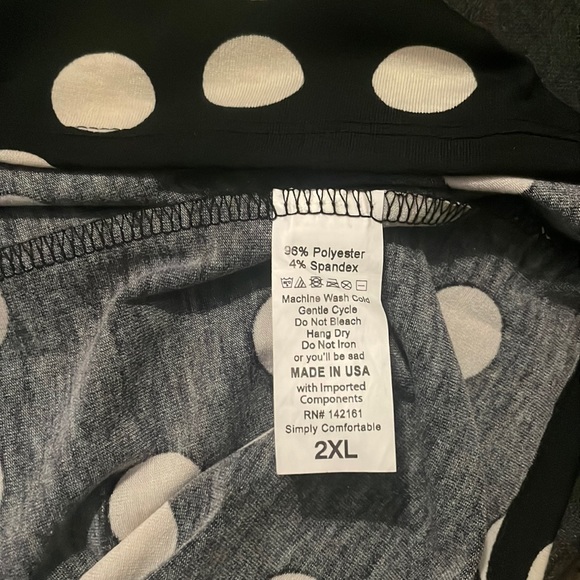 96% Polyester
4% Spandex
Machine Wash Cold
Gentle Cycle
Do Not Bleach
Hang Dry
Do Not Iron
or you'll be sad
MADE IN USA
with Imported
Components
RN# 142161
Simply Comfortable
2XL